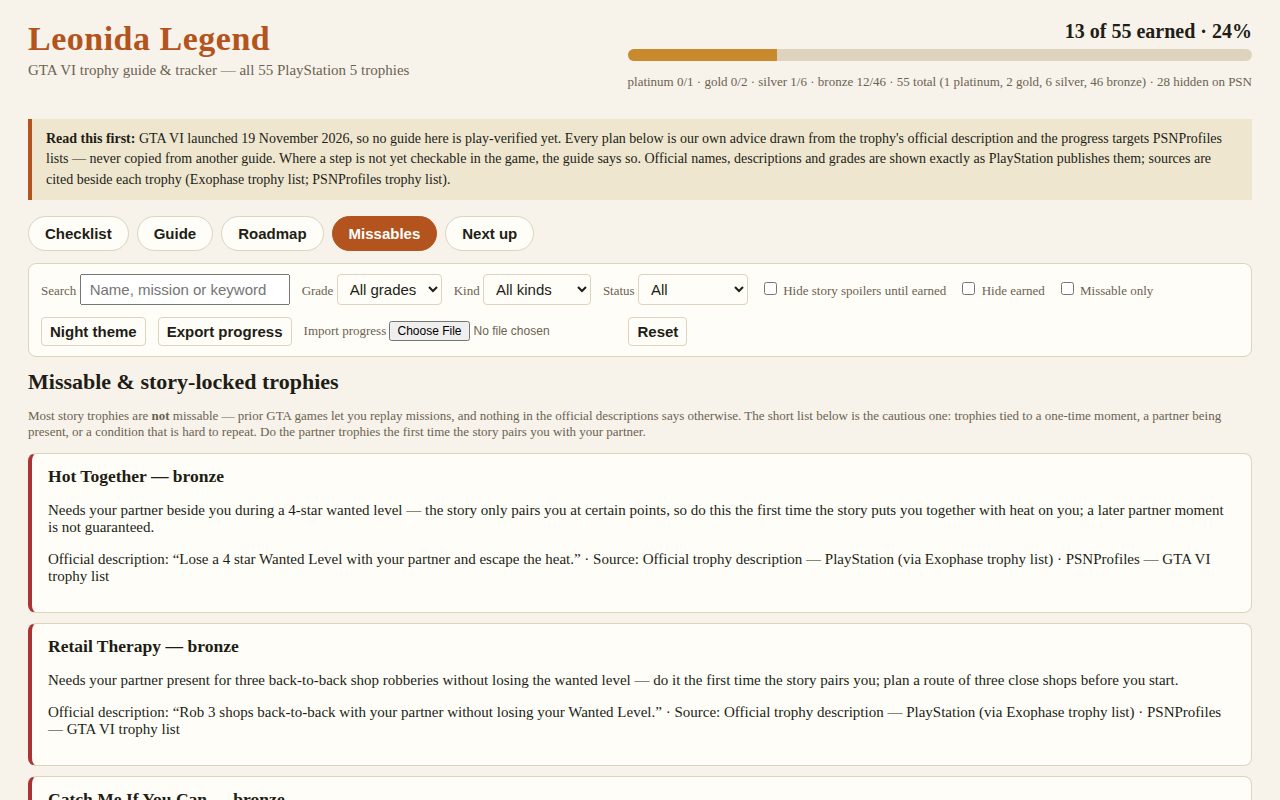 Leonida Legend
GTA VI trophy guide & tracker — all 55 PlayStation 5 trophies
13 of 55 earned · 24%
platinum 0/1 · gold 0/2 · silver 1/6 · bronze 12/46 · 55 total (1 platinum, 2 gold, 6 silver, 46 bronze) · 28 hidden on PSN
Read this first: GTA VI launched 19 November 2026, so no guide here is play-verified yet. Every plan below is our own advice drawn from the trophy's official description and the progress targets PSNProfiles
lists — never copied from another guide. Where a step is not yet checkable in the game, the guide says so. Official names, descriptions and grades are shown exactly as PlayStation publishes them; sources are
cited beside each trophy (Exophase trophy list; PSNProfiles trophy list).
Checklist Guide Roadmap Missables Next up
Search Name, mission or keyword Grade All grades Kind All kinds Status All Hide story spoilers until earned Hide earned Missable only
Night theme Export progress Import progress Choose File No file chosen Reset
Missable & story-locked trophies
Most story trophies are not missable — prior GTA games let you replay missions, and nothing in the official descriptions says otherwise. The short list below is the cautious one: trophies tied to a one-time moment, a partner being
present, or a condition that is hard to repeat. Do the partner trophies the first time the story pairs you with your partner.
Hot Together — bronze
Needs your partner beside you during a 4-star wanted level — the story only pairs you at certain points, so do this the first time the story puts you together with heat on you; a later partner moment
is not guaranteed.
Official description: “Lose a 4 star Wanted Level with your partner and escape the heat.” · Source: Official trophy description — PlayStation (via Exophase trophy list) · PSNProfiles — GTA VI
trophy list
Retail Therapy — bronze
Needs your partner present for three back-to-back shop robberies without losing the wanted level — do it the first time the story pairs you; plan a route of three close shops before you start.
Official description: “Rob 3 shops back-to-back with your partner without losing your Wanted Level.” · Source: Official trophy description — PlayStation (via Exophase trophy list) · PSNProfiles
— GTA VI trophy list
Catch Me If You Can — bronze